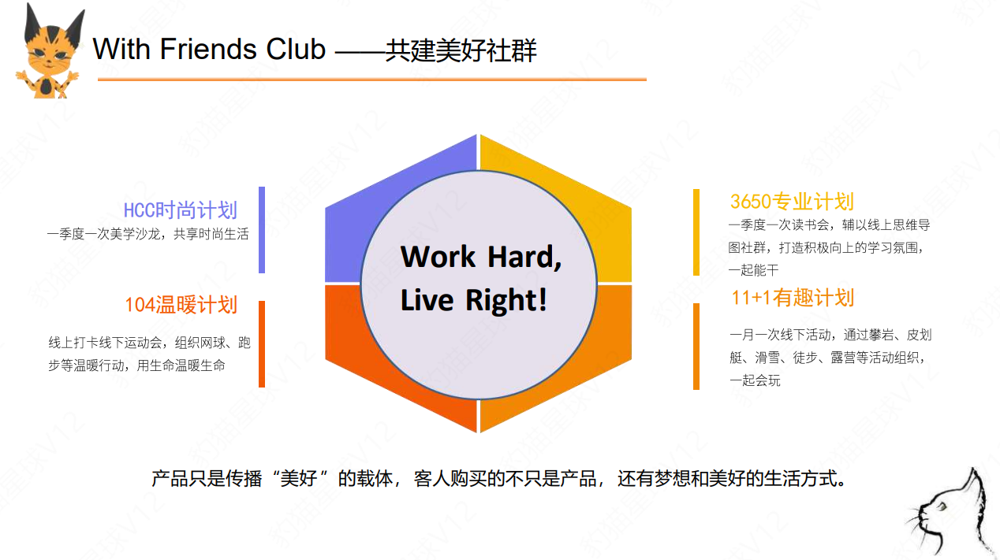 With Friends Club ——共建美好社群
HCC时尚计划
一季度一次美学沙龙，共享时尚生活
104温暖计划
线上打卡线下运动会，组织网球、跑
步等温暖行动，用生命温暖生命
Work Hard,
Live Right!
3650专业计划
一季度一次读书会，辅以线上思维导
图社群，打造积极向上的学习氛围，
一起能干
11+1有趣计划
一月一次线下活动，通过攀岩、皮划
艇、滑雪、徒步、露营等活动组织，
一起会玩
产品只是传播“美好”的载体，客人购买的不只是产品，还有梦想和美好的生活方式。
豹猫星球V12